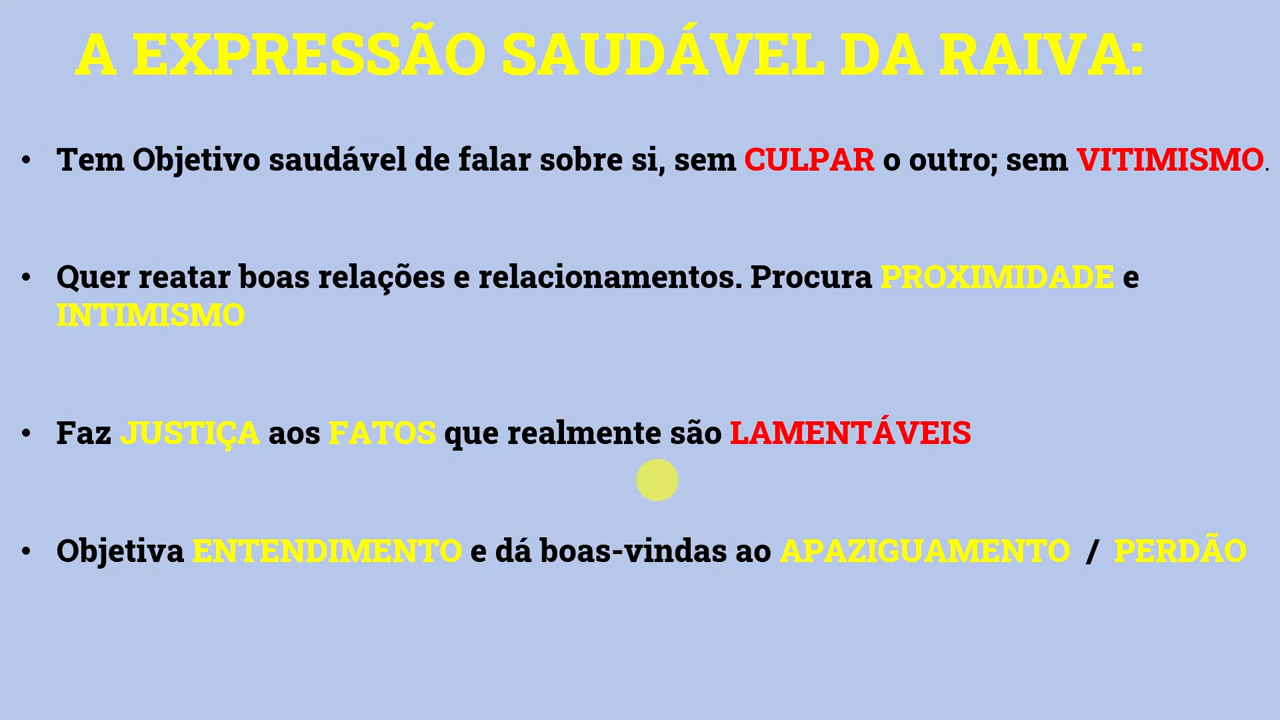 A EXPRESSÃO SAUDÁVEL DA RAIVA:
• Tem Objetivo saudável de falar sobre si, sem CULPAR o outro; sem VITIMISMO.
• Quer reatar boas relações e relacionamentos. Procura PROXIMIDADE e
INTIMISMO
• Faz JUSTIÇA aos FATOS que realmente são LAMENTÁVEIS
• Objetiva ENTENDIMENTO e dá boas-vindas ao APAZIGUAMENTO / PERDÃO